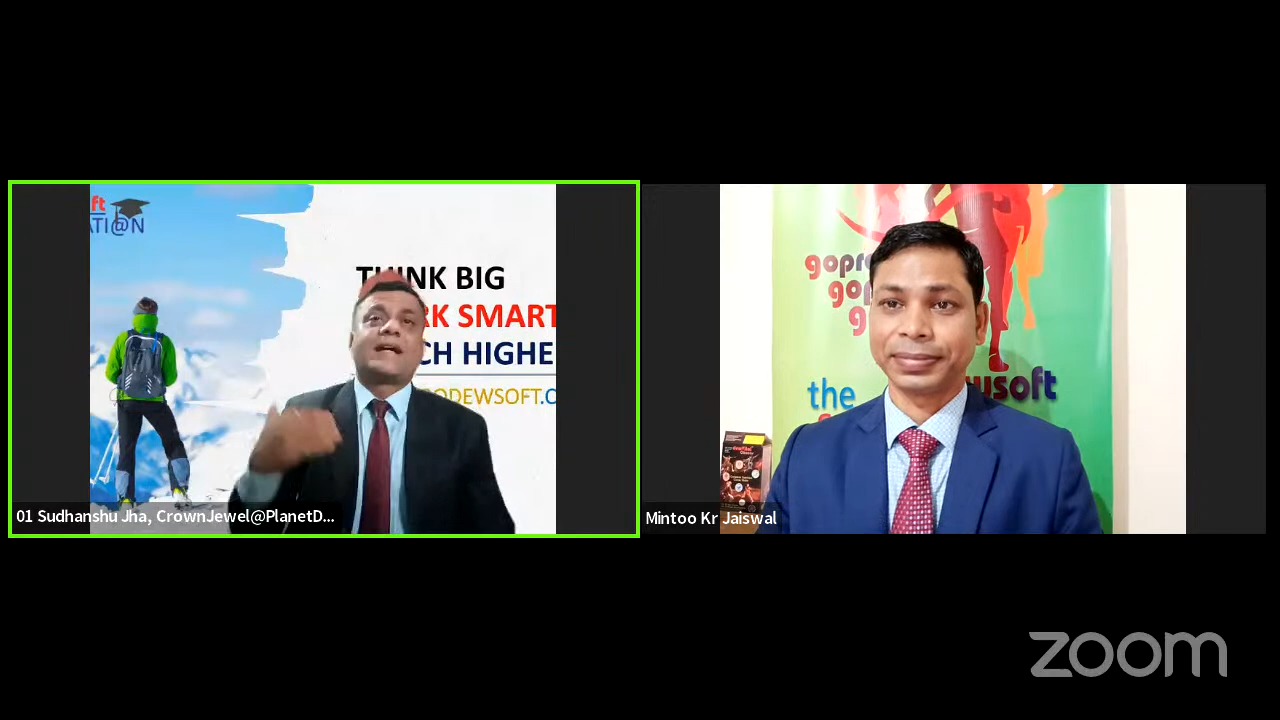 ft
ATI@N
THINK BIG
RK SMART
CH HIGHE
ODEWSOFT.C
01 Sudhanshu Jha, CrownJewel@PlanetD...
gopr
go
g
the
wsoft
Mintoo Kr Jaiswal
zoom